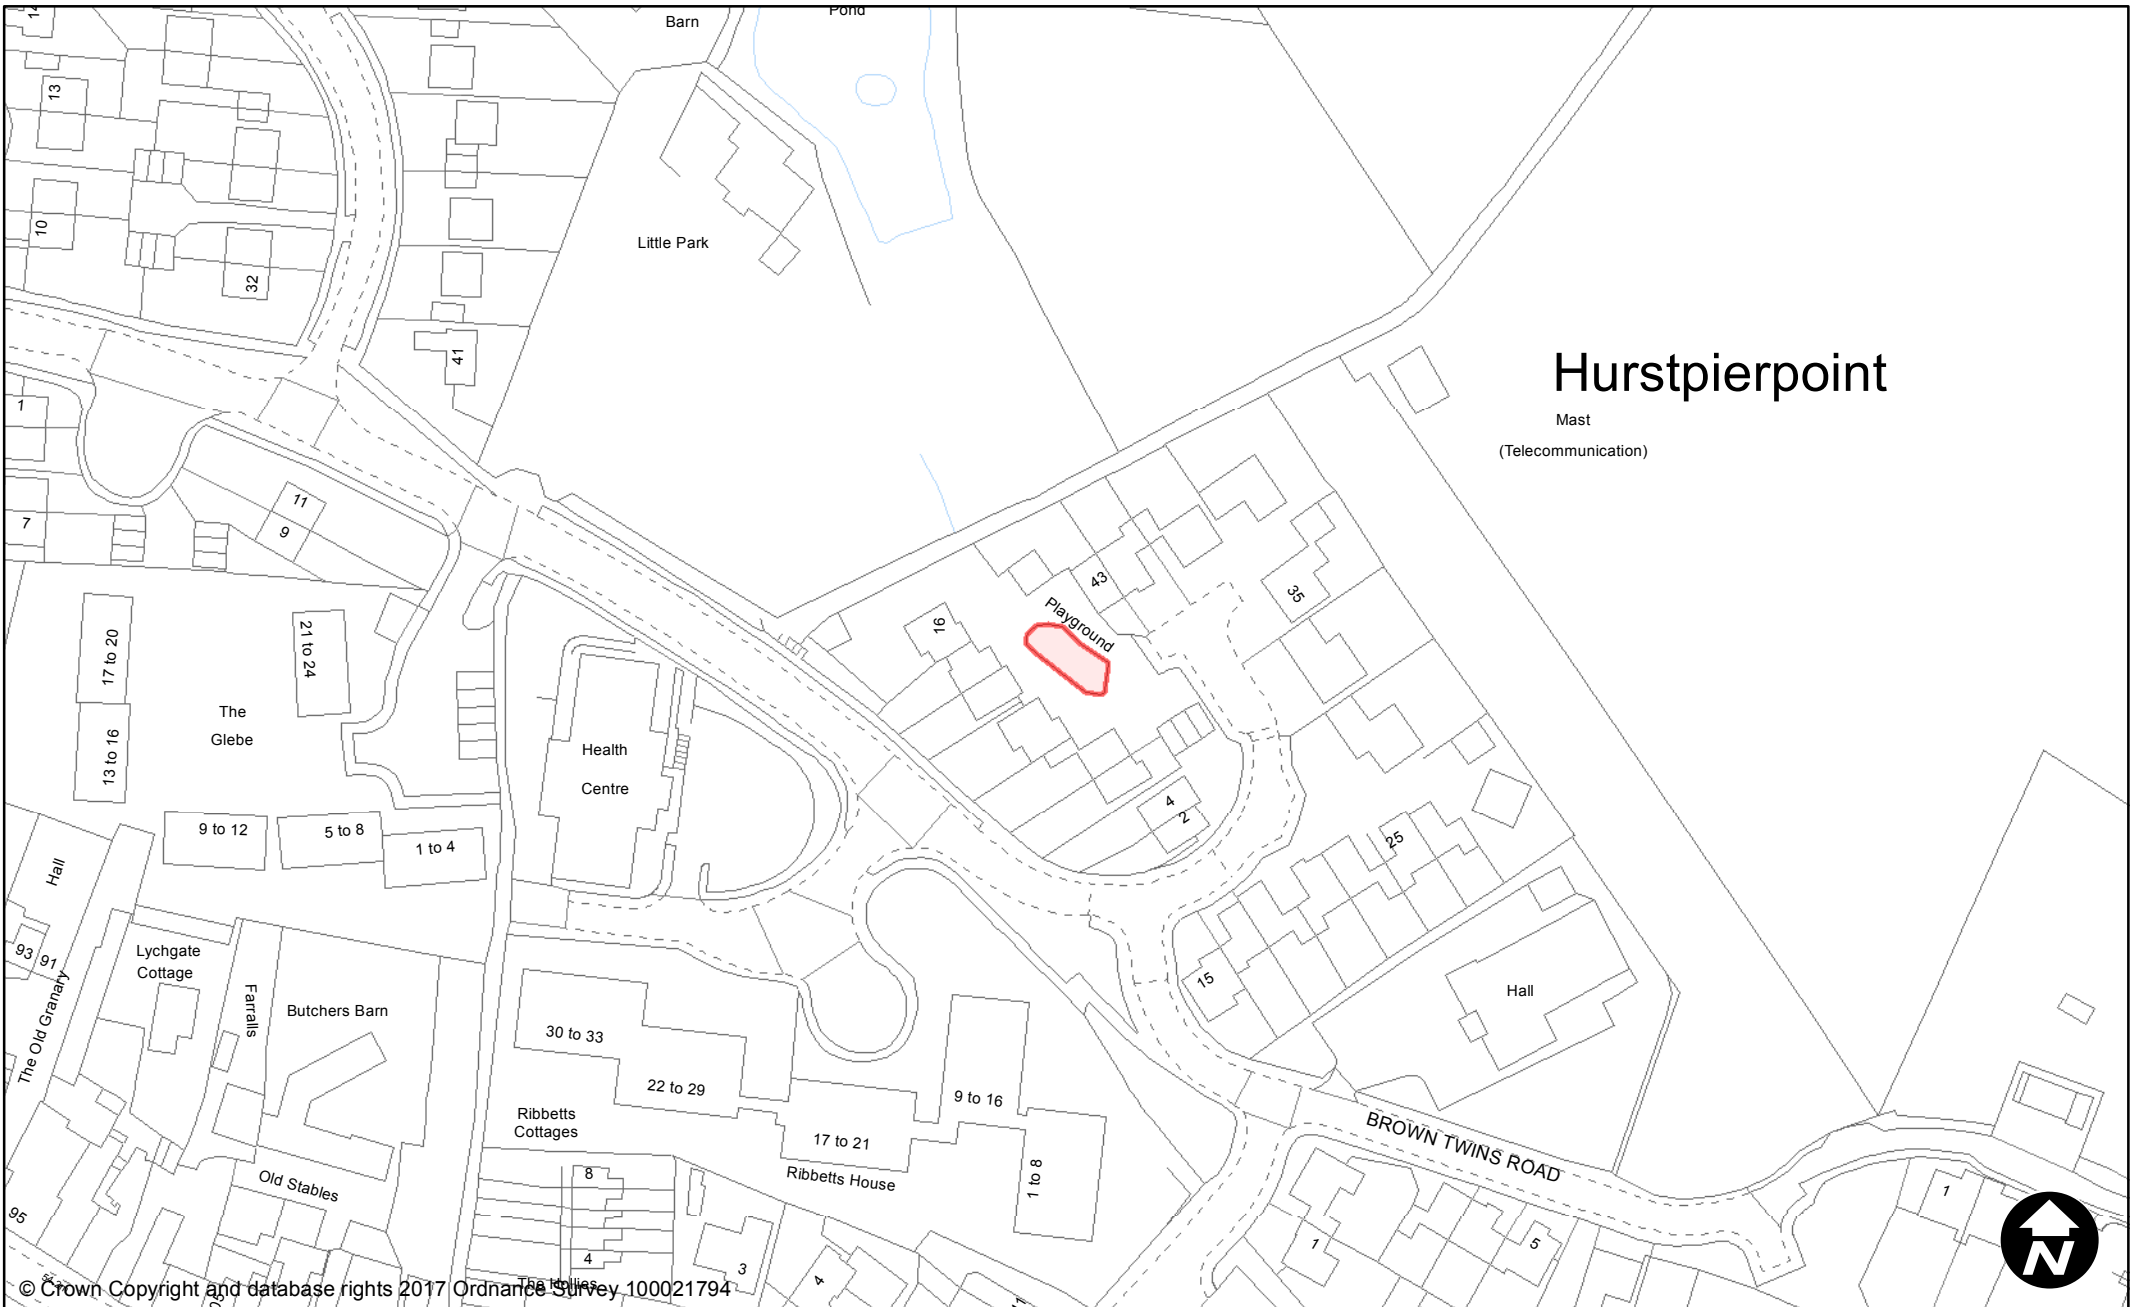 Barn
Pond
14
13
10
32
41
Little Park
Hurstpierpoint
Mast
(Telecommunication)
1
7
11
9
43
35
Playground
16
17 to 20
21 to 24
The
Glebe
13 to 16
Health
Centre
9 to 12
5 to 8
1 to 4
4
2
25
Hall
93
91
Lychgate
Cottage
The Old Granary
Farralls
Butchers Barn
15
Hall
30 to 33
22 to 29
9 to 16
Ribbetts
Cottages
17 to 21
Ribbetts House
1 to 8
BROWN TWINS ROAD
Old Stables
8
4
3
4
1
5
1
95
The Hollies
N
© Crown Copyright and database rights 2017 Ordnance Survey 100021794